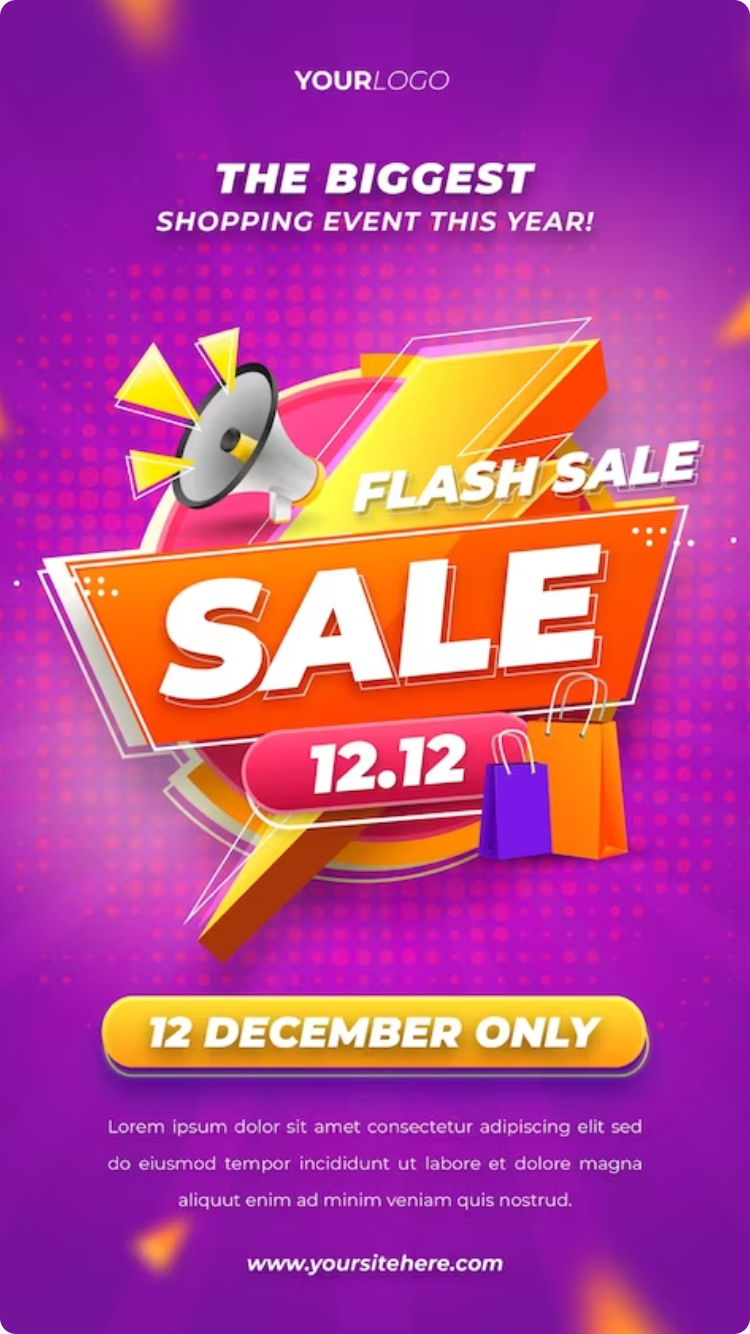 YOURLOGO
THE BIGGEST
SHOPPING EVENT THIS YEAR!
FLASH SALE
SALE
12.12
12 DECEMBER ONLY
Lorem ipsum dolor sit amet consectetur adipiscing elit sed
do eiusmod tempor incididunt ut labore et dolore magna
aliquut enim ad minim veniam quis nostrud.
www.yoursitehere.com